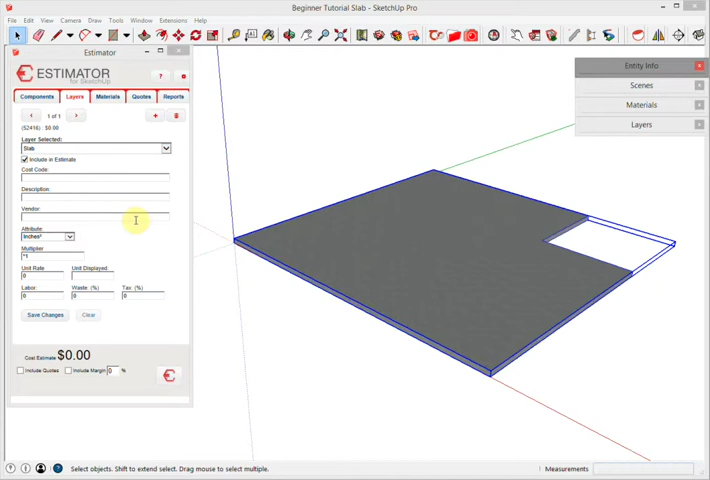 Beginner Tutorial Slab - SketchUp Pro
File Edit View Camera Draw Tools Window Extensions Help
Estimator
ESTIMATOR
for SketchUp
?
Components Layers Materials Quotes Reports
< 1 of 1 > +
(52416) : $0.00
Layer Selected:
Slab
Include in Estimate
Cost Code:
Description:
Vendor:
Attribute:
Inches³
Multiplier
*1
Unit Rate Unit Displayed:
0
Labor: Waste (%) Tax. (%)
0 0 0
Save Changes Clear
Cost Estimate $0.00
Include Quotes Include Margin 0 %
Entity Info
Scenes
Materials
Layers
Select objects. Shift to extend select. Drag mouse to select multiple.
Measurements